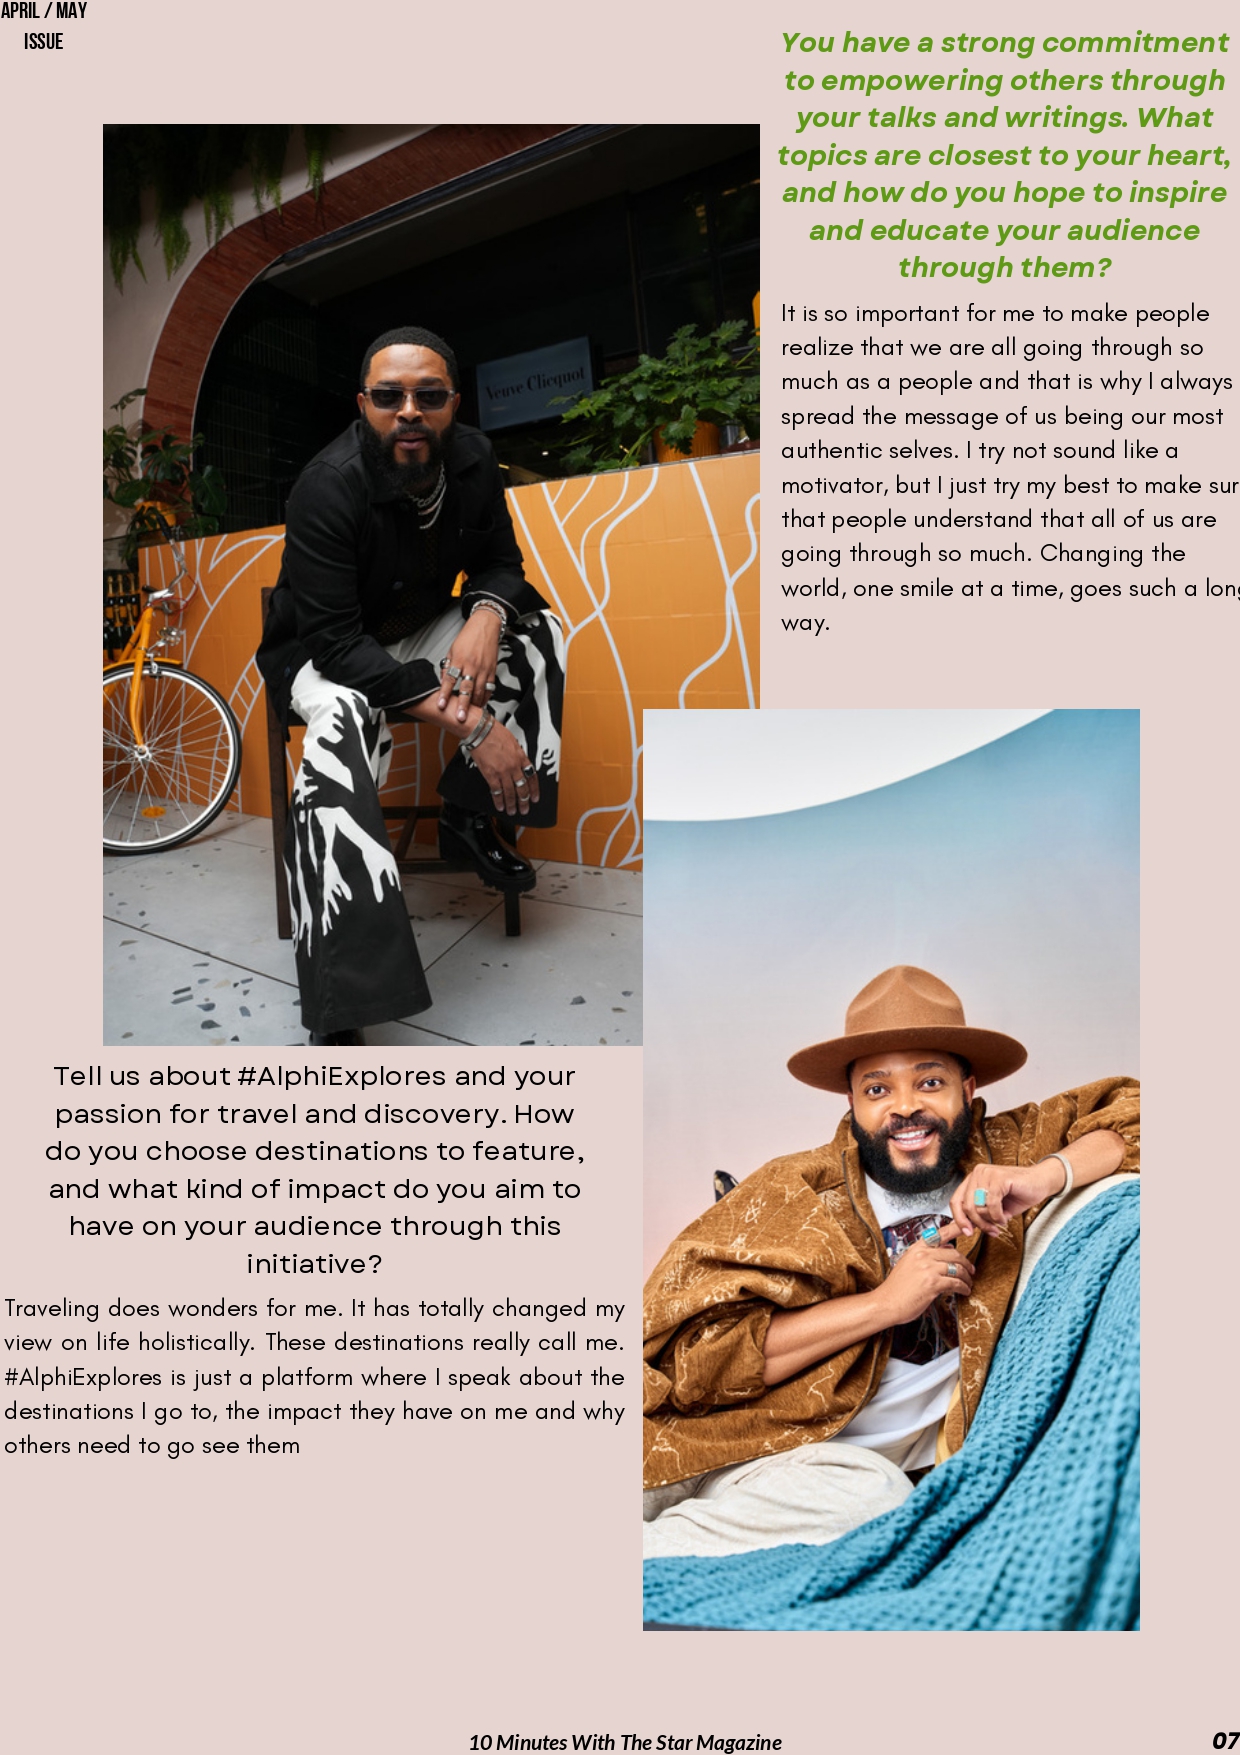 APRIL / MAY
ISSUE
You have a strong commitment
to empowering others through
your talks and writings. What
topics are closest to your heart,
and how do you hope to inspire
and educate your audience
through them?
It is so important for me to make people
realize that we are all going through so
much as a people and that is why I always
spread the message of us being our most
authentic selves. I try not sound like a
motivator, but I just try my best to make sur
that people understand that all of us are
going through so much. Changing the
world, one smile at a time, goes such a long
way.
Veuve Clicquot
Tell us about #AlphiExplores and your
passion for travel and discovery. How
do you choose destinations to feature,
and what kind of impact do you aim to
have on your audience through this
initiative?
Traveling does wonders for me. It has totally changed my
view on life holistically. These destinations really call me.
#AlphiExplores is just a platform where I speak about the
destinations I go to, the impact they have on me and why
others need to go see them
10 Minutes With The Star Magazine
07